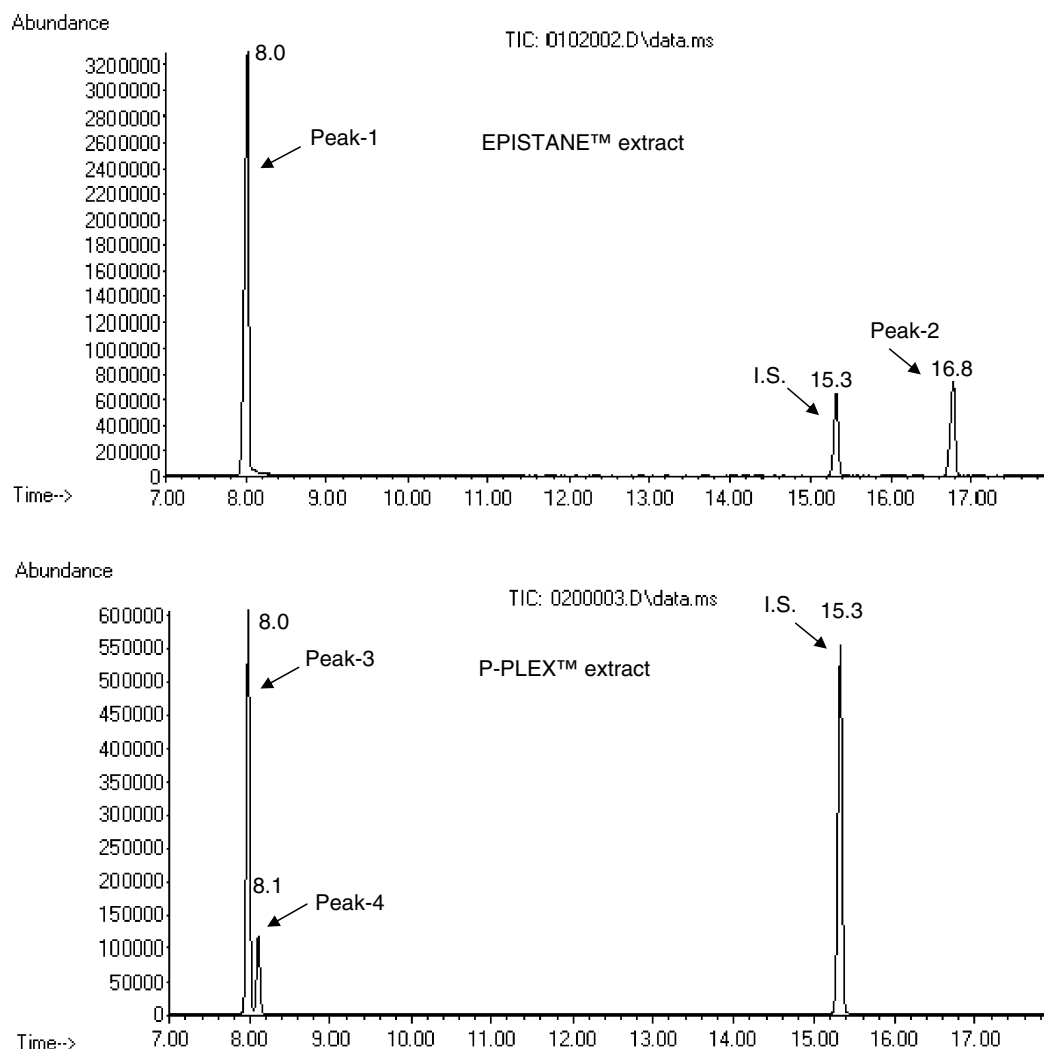 Abundance
TIC: 0102002.D\data.ms
3200000
8.0
3000000
2800000
Peak-1
EPISTANE™ extract
2600000
2400000
2200000
2000000
1800000
1600000
1400000
1200000
Peak-2
1000000
I.S.
15.3
16.8
800000
600000
400000
200000
0
7.00 8.00 9.00 10.00 11.00 12.00 13.00 14.00 15.00 16.00 17.00
Time-->
Abundance
TIC: 0200003.D\data.ms
I.S.
15.3
600000
8.0
550000
Peak-3
P-PLEX™ extract
500000
450000
400000
350000
300000
250000
200000
8.1
150000
Peak-4
100000
50000
0
7.00 8.00 9.00 10.00 11.00 12.00 13.00 14.00 15.00 16.00 17.00
Time-->